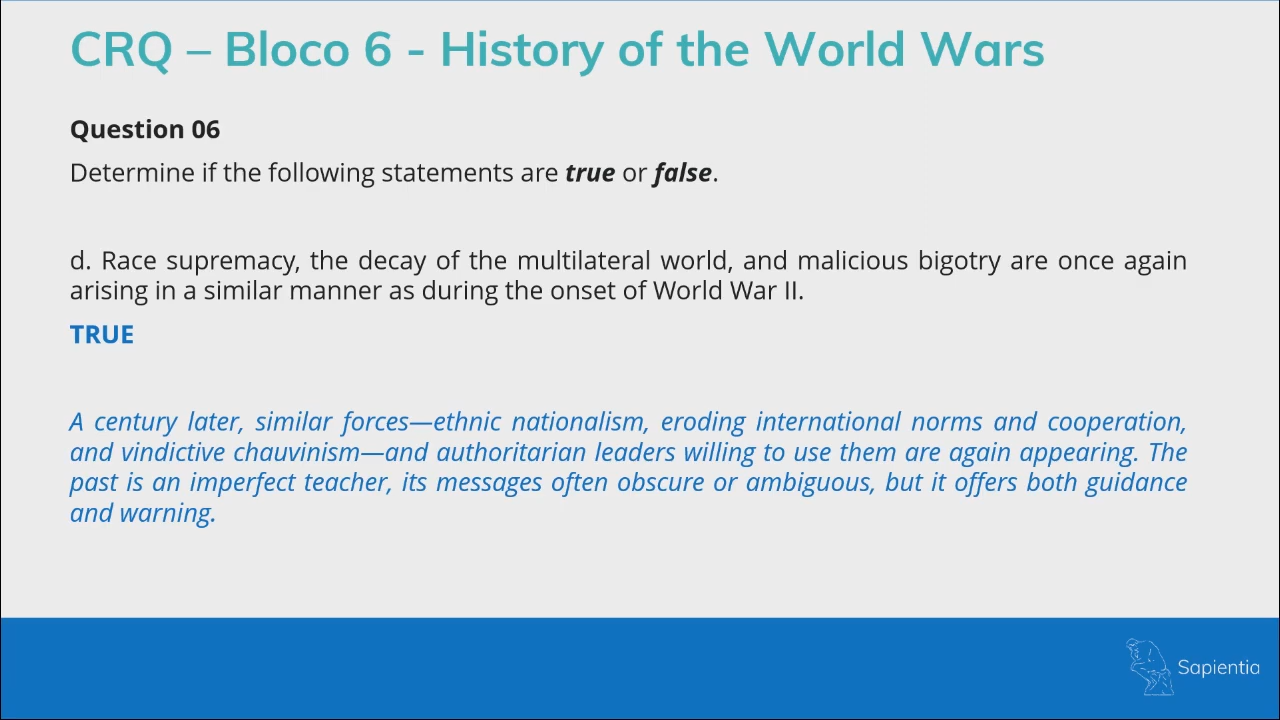 CRQ – Bloco 6 - History of the World Wars
Question 06
Determine if the following statements are true or false.
d. Race supremacy, the decay of the multilateral world, and malicious bigotry are once again
arising in a similar manner as during the onset of World War II.
TRUE
A century later, similar forces—ethnic nationalism, eroding international norms and cooperation,
and vindictive chauvinism—and authoritarian leaders willing to use them are again appearing. The
past is an imperfect teacher, its messages often obscure or ambiguous, but it offers both guidance
and warning.
Sapientia